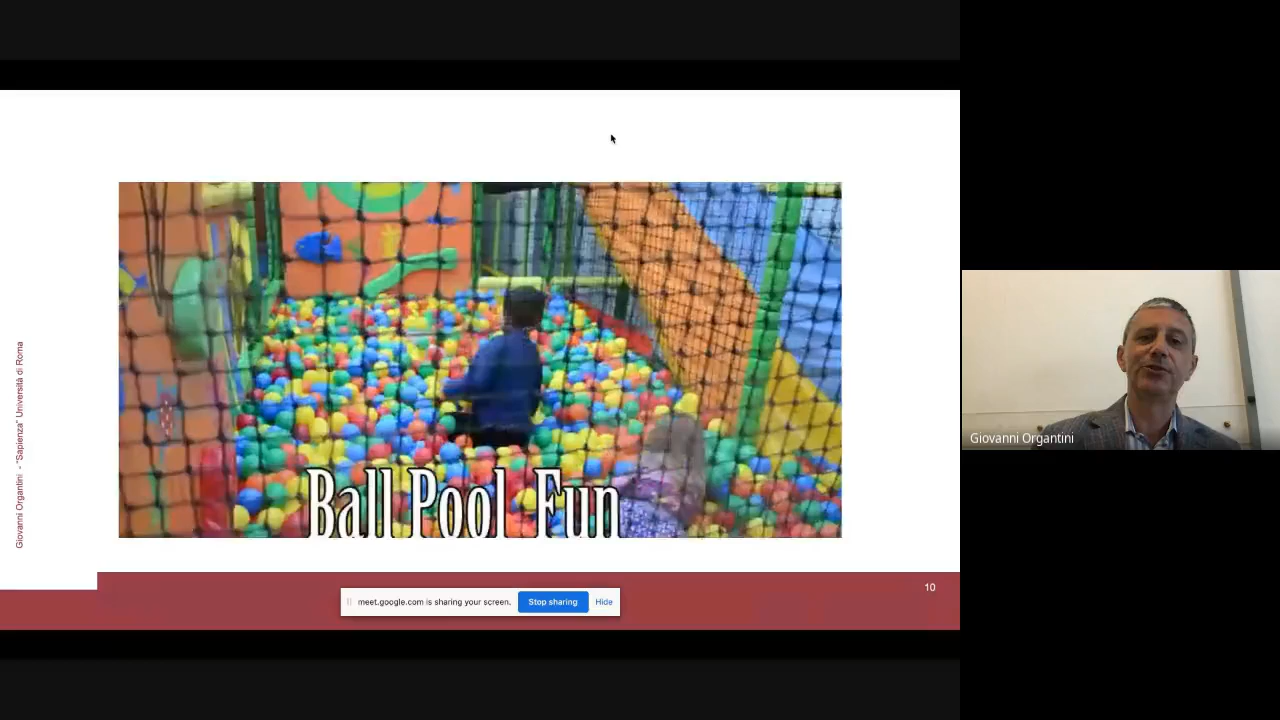 Giovanni Organtini - "Sapienza" Università di Roma
Ball Pool Fun
10
meet.google.com is sharing your screen.
Stop sharing
Hide
Giovanni Organtini